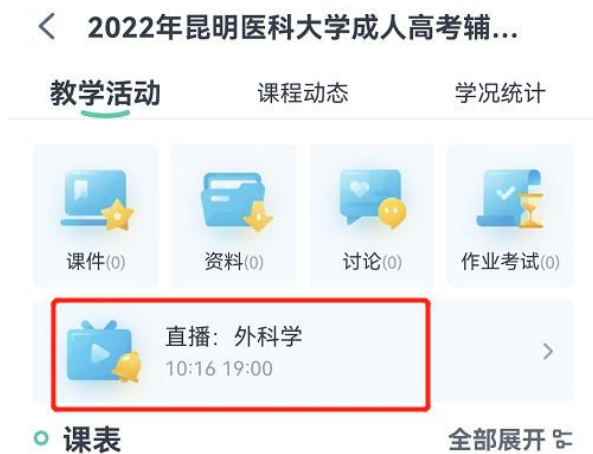 2022年昆明医科大学成人高考辅...
教学活动 课程动态 学况统计
课件(0) 资料(0) 讨论(0) 作业考试(0)
直播：外科学
10:16 19:00
课表 全部展开